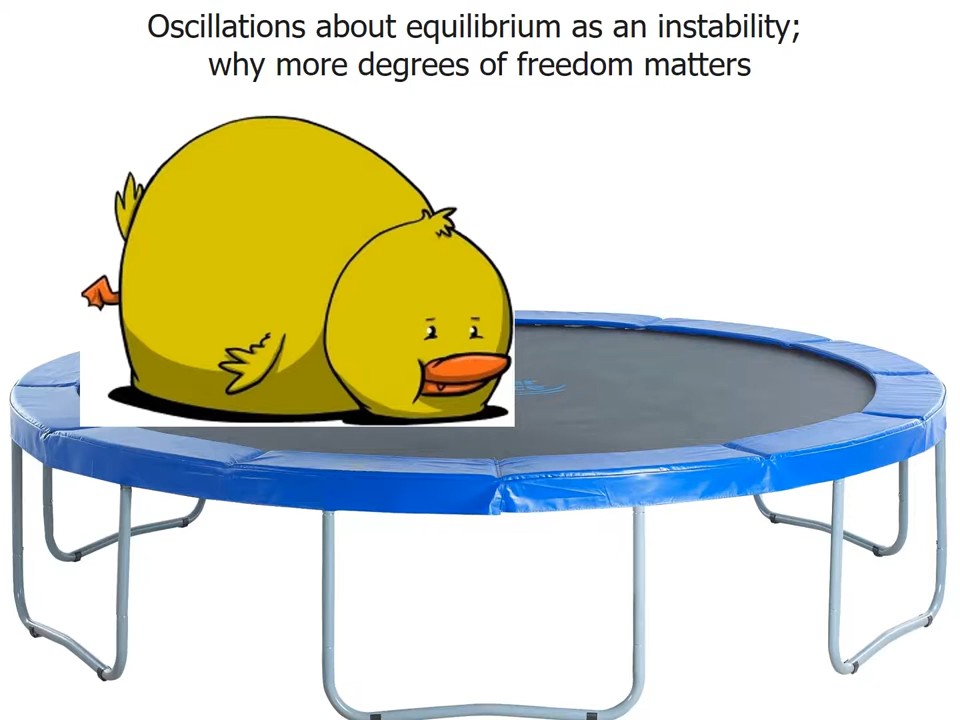 Oscillations about equilibrium as an instability;
why more degrees of freedom matters